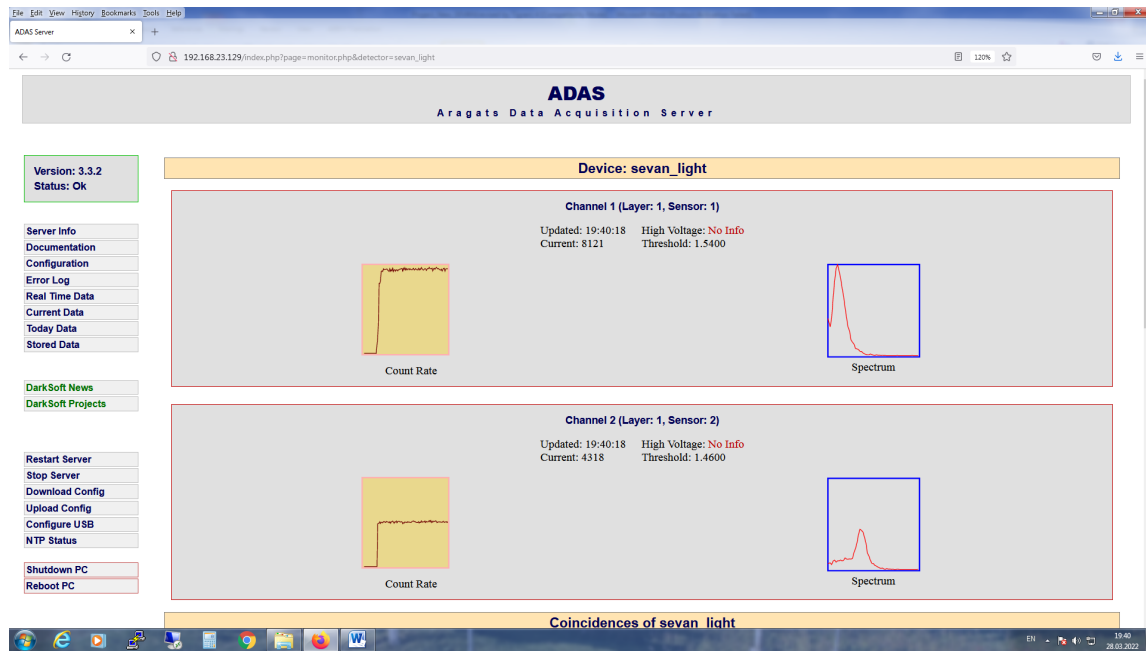 File Edit View History Bookmarks Tools Help
ADAS Server
192.168.23.129/index.php?page=monitor.php&detector=sevan_light
120%
ADAS
Aragats Data Acquisition Server
Version: 3.3.2
Status: Ok
Server Info
Documentation
Configuration
Error Log
Real Time Data
Current Data
Today Data
Stored Data
DarkSoft News
DarkSoft Projects
Restart Server
Stop Server
Download Config
Upload Config
Configure USB
NTP Status
Shutdown PC
Reboot PC
Device: sevan_light
Channel 1 (Layer: 1, Sensor: 1)
Updated: 19:40:18 High Voltage: No Info
Current: 8121 Threshold: 1.5400
Count Rate
Spectrum
Channel 2 (Layer: 1, Sensor: 2)
Updated: 19:40:18 High Voltage: No Info
Current: 4318 Threshold: 1.4600
Count Rate
Spectrum
Coincidences of sevan_light
EN
19:40
28.03.2022